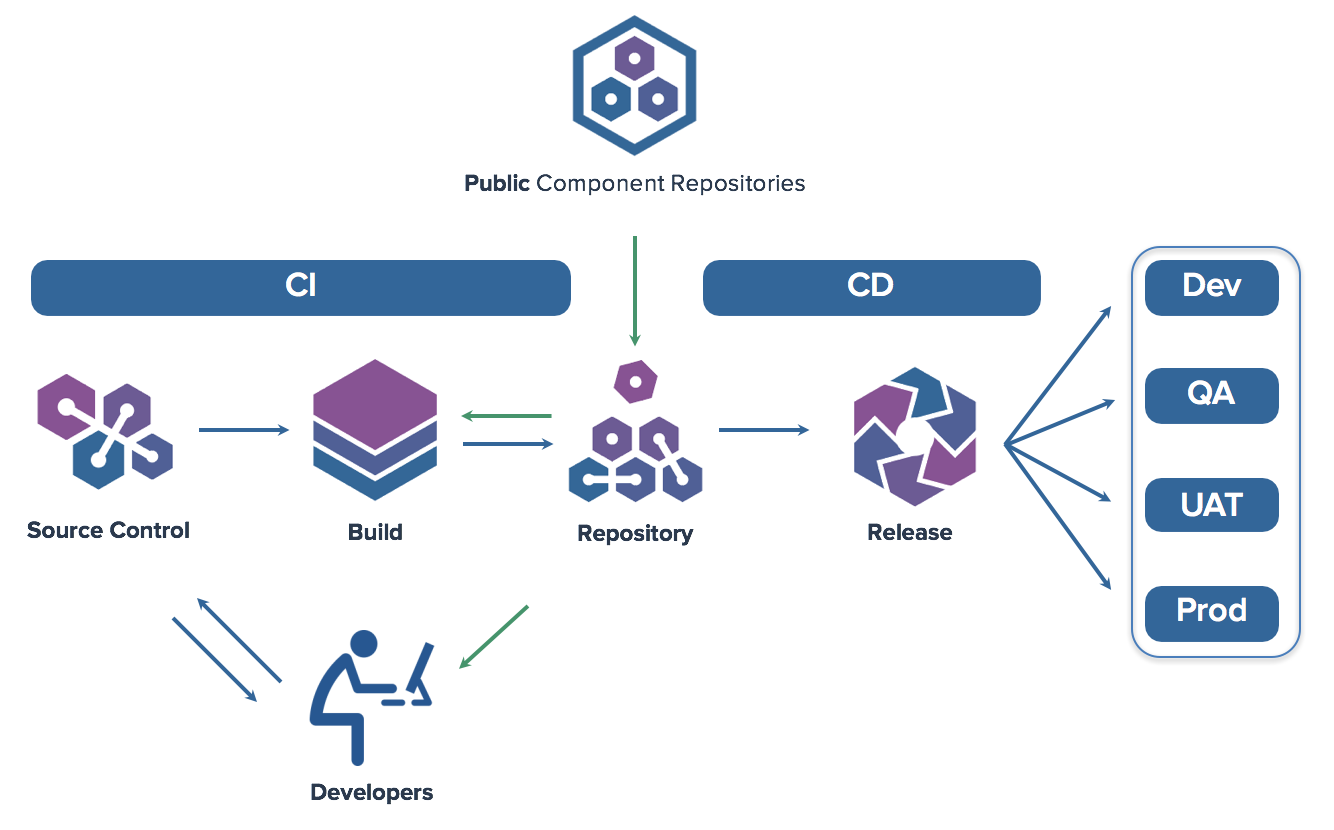 Public Component Repositories
CI
CD
Dev
QA
UAT
Prod
Source Control
Build
Repository
Release
Developers